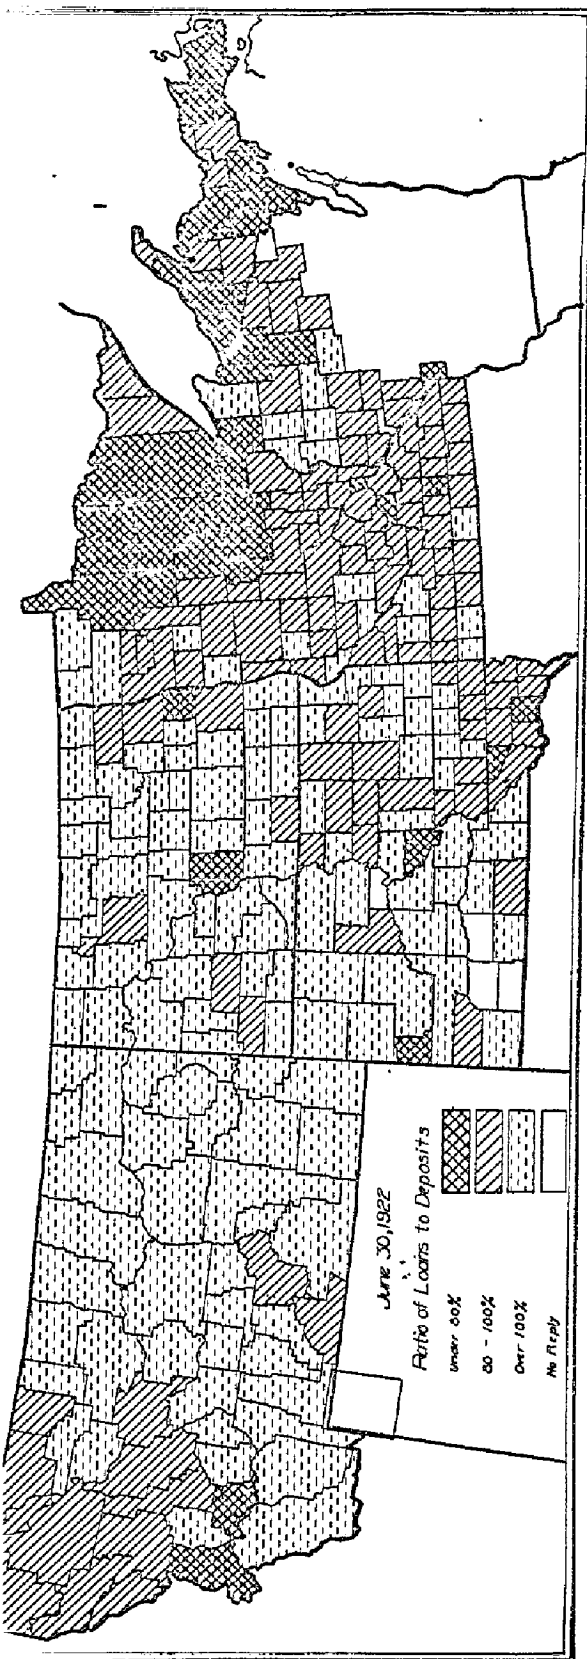 June 30, 1922
Ratio of Loans to Deposits
Under 80%
80 - 100%
Over 100%
No Reply